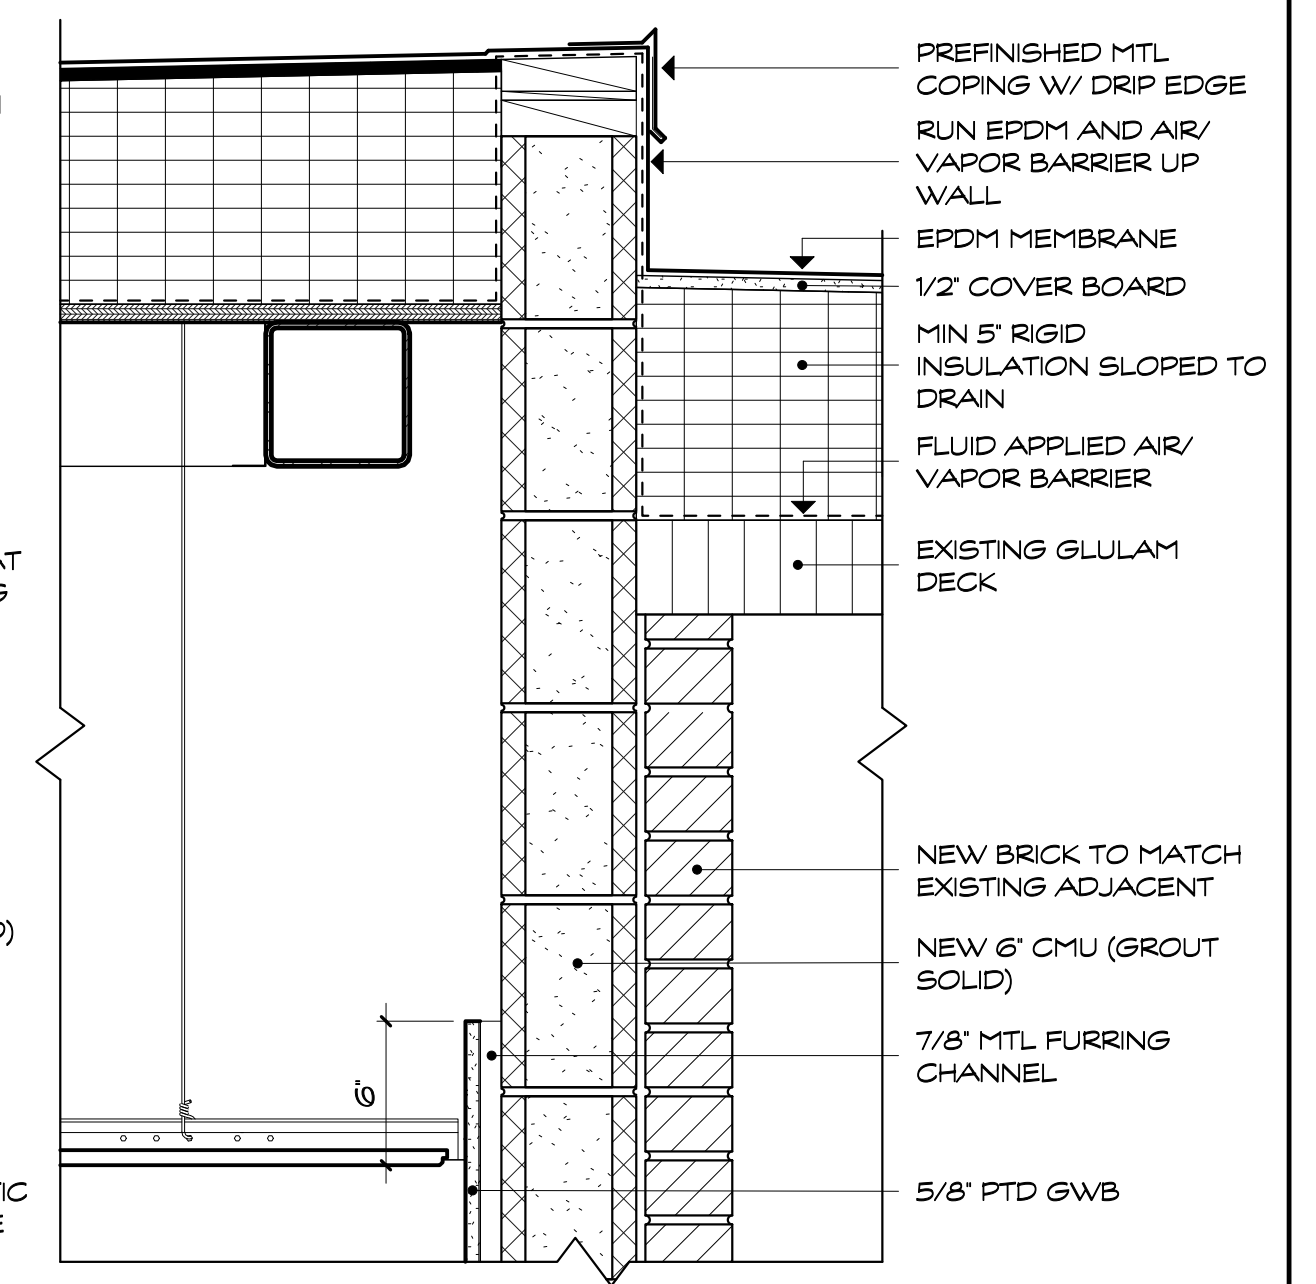 PREFINISHED MTL
COPING W/ DRIP EDGE
RUN EPDM AND AIR/
VAPOR BARRIER UP
WALL
EPDM MEMBRANE
1/2" COVER BOARD
MIN 5" RIGID
INSULATION SLOPED TO
DRAIN
FLUID APPLIED AIR/
VAPOR BARRIER
EXISTING GLULAM
DECK
NEW BRICK TO MATCH
EXISTING ADJACENT
NEW 6" CMU (GROUT
SOLID)
7/8" MTL FURRING
CHANNEL
6"
5/8" PTD GWB